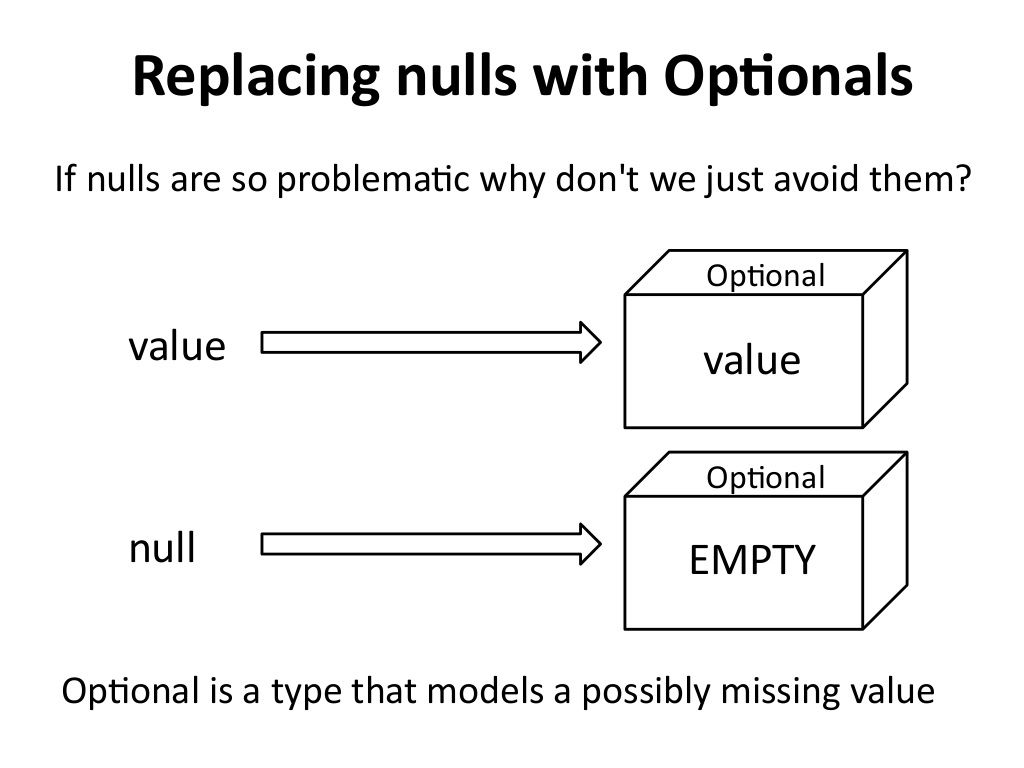 Replacing nulls with Optionals
If nulls are so problematic why don't we just avoid them?
Optional
value
value
Optional
null
EMPTY
Optional is a type that models a possibly missing value